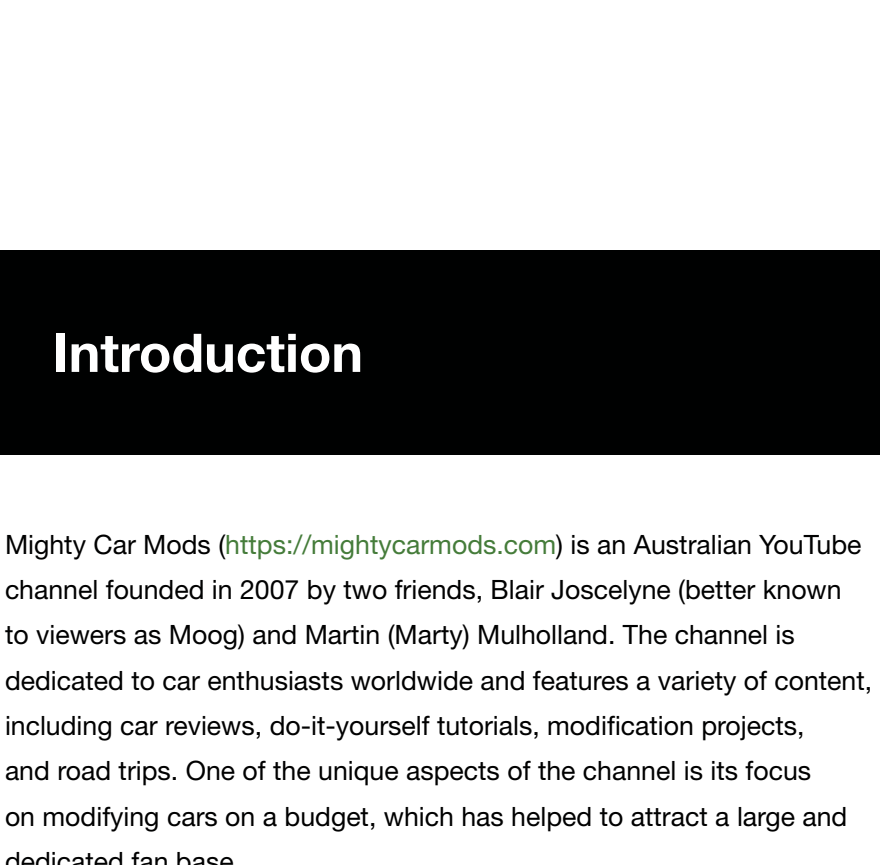 Introduction
Mighty Car Mods (https://mightycarmods.com) is an Australian YouTube
channel founded in 2007 by two friends, Blair Joscelyne (better known
to viewers as Moog) and Martin (Marty) Mulholland. The channel is
dedicated to car enthusiasts worldwide and features a variety of content,
including car reviews, do-it-yourself tutorials, modification projects,
and road trips. One of the unique aspects of the channel is its focus
on modifying cars on a budget, which has helped to attract a large and
dedicated fan base.